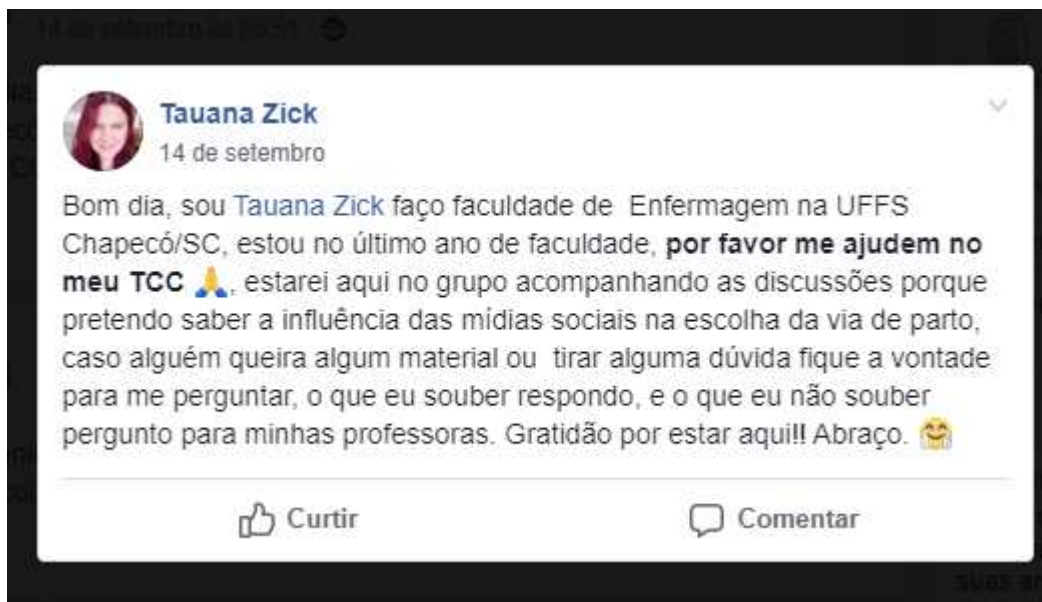 Tauana Zick
14 de setembro
Bom dia, sou Tauana Zick faço faculdade de  Enfermagem na UFFS
Chapecó/SC, estou no último ano de faculdade, por favor me ajudem no
meu TCC 🙏, estarei aqui no grupo acompanhando as discussões porque
pretendo saber a influência das mídias sociais na escolha da via de parto,
caso alguém queira algum material ou  tirar alguma dúvida fique a vontade
para me perguntar, o que eu souber respondo, e o que eu não souber
pergunto para minhas professoras. Gratidão por estar aqui!! Abraço. 🤗
Curtir
Comentar